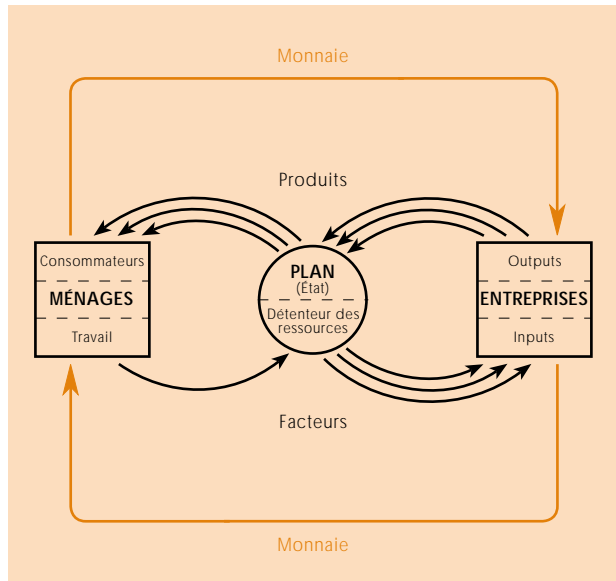 Monnaie
Produits
Consommateurs
MÉNAGES
Travail
PLAN
(État)
Détenteur des
ressources
Outputs
ENTREPRISES
Inputs
Facteurs
Monnaie